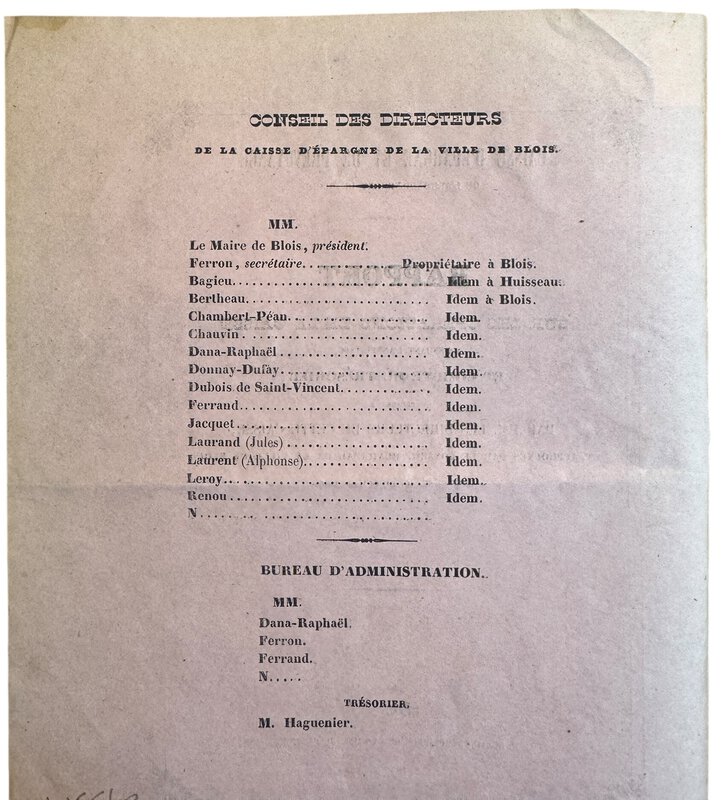 CONSEIL DES DIRECTEURS
DE LA CAISSE D'ÉPARGNE DE LA VILLE DE BLOIS.
MM.
Le Maire de Blois, président.
Ferron, secrétaire.............. Propriétaire à Blois.
Bagieu.............................. Idem à Huisseau.
Bertheau............................ Idem à Blois.
Chambert-Péau....................... Idem.
Chauvin............................. Idem.
Dana-Raphaël........................ Idem.
Donnay-Dufay........................ Idem.
Dubois de Saint-Vincent............. Idem.
Ferrand............................. Idem.
Jacquet............................. Idem.
Laurand (Jules)..................... Idem.
Laurent (Alphonse).................. Idem.
Leroy............................... Idem.
Renou............................... Idem.
N...................................
BUREAU D'ADMINISTRATION.
MM.
Dana-Raphaël.
Ferron.
Ferrand.
N.....
TRÉSORIER.
M. Haguenier.